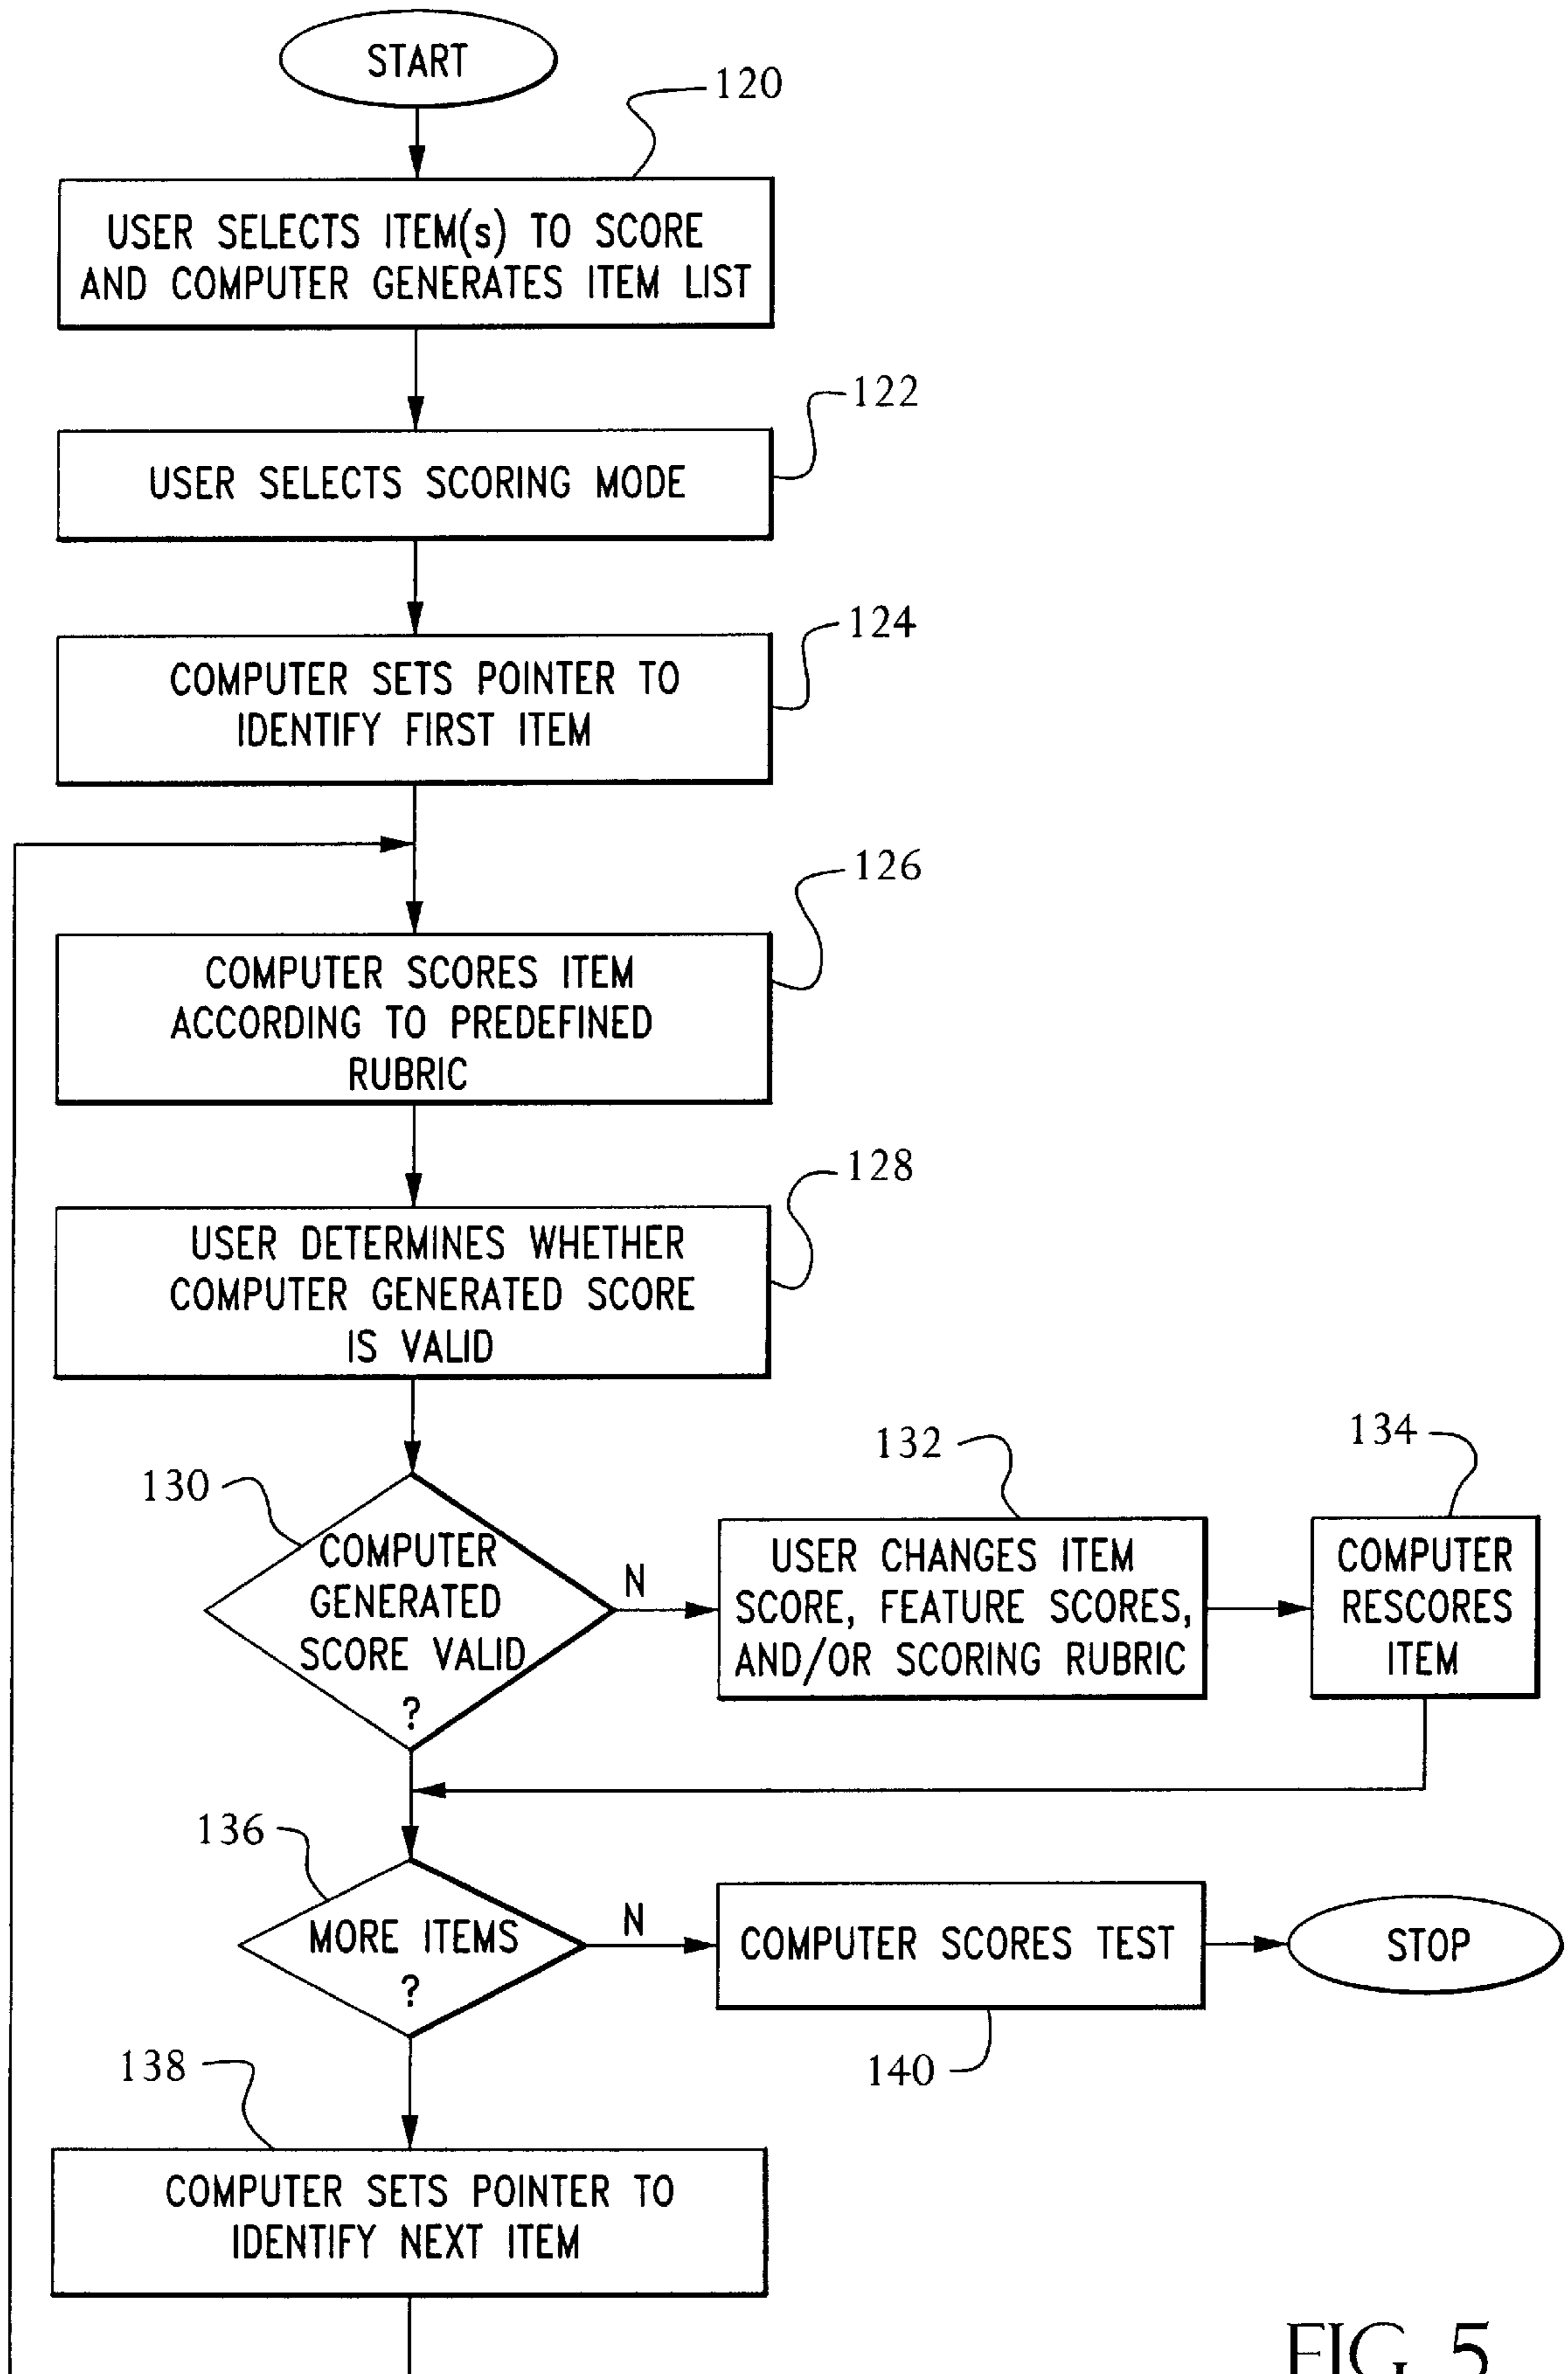 START
120
USER SELECTS ITEM(s) TO SCORE
AND COMPUTER GENERATES ITEM LIST
122
USER SELECTS SCORING MODE
124
COMPUTER SETS POINTER TO
IDENTIFY FIRST ITEM
126
COMPUTER SCORES ITEM
ACCORDING TO PREDEFINED
RUBRIC
128
USER DETERMINES WHETHER
COMPUTER GENERATED SCORE
IS VALID
130
COMPUTER
GENERATED
SCORE VALID
?
N
132
USER CHANGES ITEM
SCORE, FEATURE SCORES,
AND/OR SCORING RUBRIC
134
COMPUTER
RESCORES
ITEM
136
MORE ITEMS
?
N
COMPUTER SCORES TEST
140
STOP
138
COMPUTER SETS POINTER TO
IDENTIFY NEXT ITEM
FIG. 5